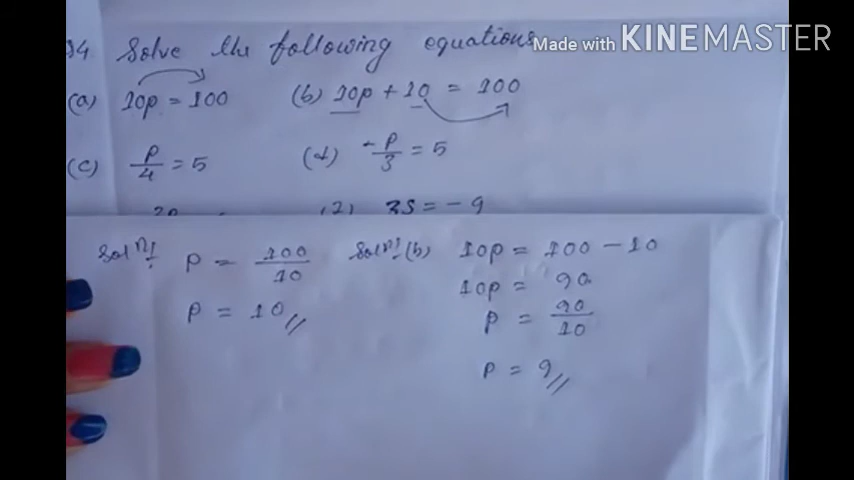 Made with KINEMASTER
Q4 Solve the following equations
(a) 10p = 100 (b) 10p + 10 = 100
(c) p/4 = 5 (d) -p/3 = 5
3s = - 9
Solⁿ! p = 100/10 Solⁿ! (b) 10p = 100 - 10
10p = 90
p = 10 // p = 90/10
p = 9 //